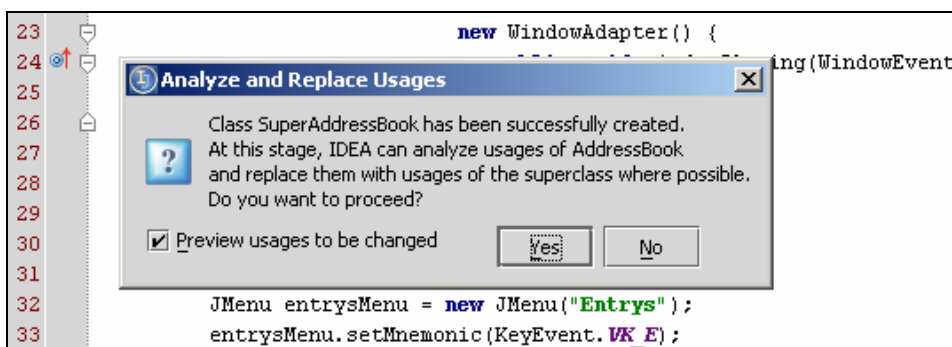 23 new WindowAdapter() {
24 ing(WindowEvent
Analyze and Replace Usages
25
26 Class SuperAddressBook has been successfully created.
27 At this stage, IDEA can analyze usages of AddressBook
28 and replace them with usages of the superclass where possible.
29 Do you want to proceed?
30 Preview usages to be changed Yes No
31
32 JMenu entrysMenu = new JMenu("Entrys");
33 entrysMenu.setMnemonic(KeyEvent.VK_E);